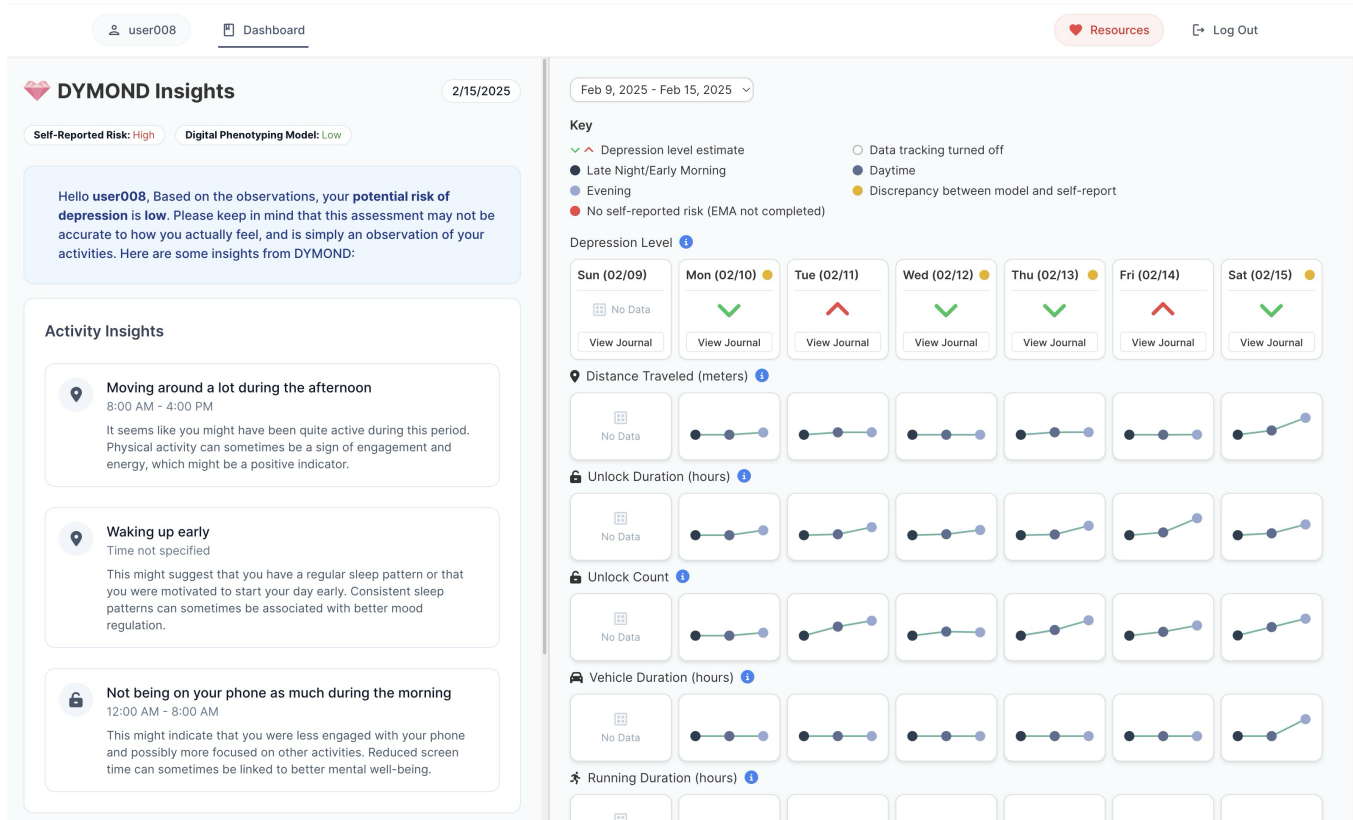 user008
Dashboard
Resources
Log Out
DYMOND Insights
2/15/2025
Self-Reported Risk: High
Digital Phenotyping Model: Low
Hello user008, Based on the observations, your potential risk of
depression is low. Please keep in mind that this assessment may not be
accurate to how you actually feel, and is simply an observation of your
activities. Here are some insights from DYMOND:
Activity Insights
Moving around a lot during the afternoon
8:00 AM - 4:00 PM
It seems like you might have been quite active during this period.
Physical activity can sometimes be a sign of engagement and
energy, which might be a positive indicator.
Waking up early
Time not specified
This might suggest that you have a regular sleep pattern or that
you were motivated to start your day early. Consistent sleep
patterns can sometimes be associated with better mood
regulation.
Not being on your phone as much during the morning
12:00 AM - 8:00 AM
This might indicate that you were less engaged with your phone
and possibly more focused on other activities. Reduced screen
time can sometimes be linked to better mental well-being.
Feb 9, 2025 - Feb 15, 2025
Key
Depression level estimate
Data tracking turned off
Late Night/Early Morning
Daytime
Evening
Discrepancy between model and self-report
No self-reported risk (EMA not completed)
Depression Level
Sun (02/09)
Mon (02/10)
Tue (02/11)
Wed (02/12)
Thu (02/13)
Fri (02/14)
Sat (02/15)
No Data
View Journal
View Journal
View Journal
View Journal
View Journal
View Journal
View Journal
Distance Traveled (meters)
No Data
Unlock Duration (hours)
No Data
Unlock Count
No Data
Vehicle Duration (hours)
No Data
Running Duration (hours)